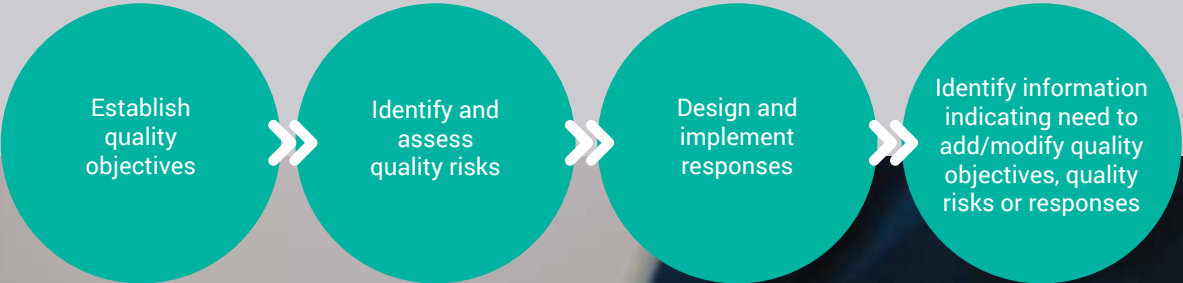 Establish
quality
objectives
Identify and
assess
quality risks
Design and
implement
responses
Identify information
indicating need to
add/modify quality
objectives, quality
risks or responses